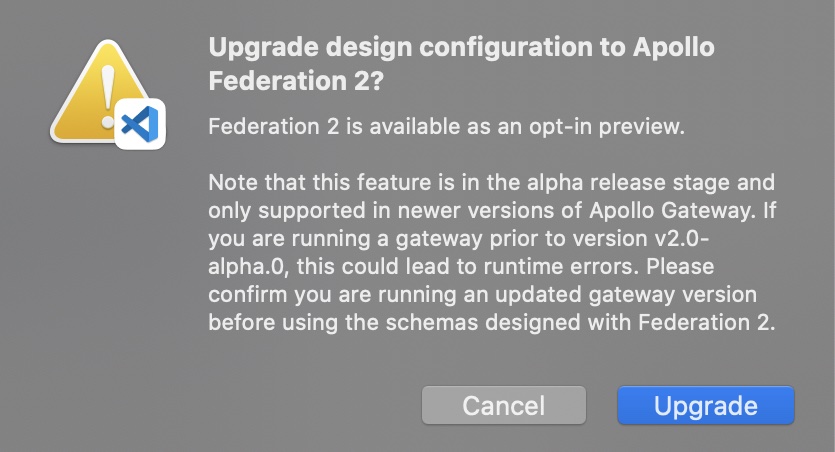 Upgrade design configuration to Apollo
Federation 2?
Federation 2 is available as an opt-in preview.
Note that this feature is in the alpha release stage and
only supported in newer versions of Apollo Gateway. If
you are running a gateway prior to version v2.0-
alpha.0, this could lead to runtime errors. Please
confirm you are running an updated gateway version
before using the schemas designed with Federation 2.
Cancel
Upgrade